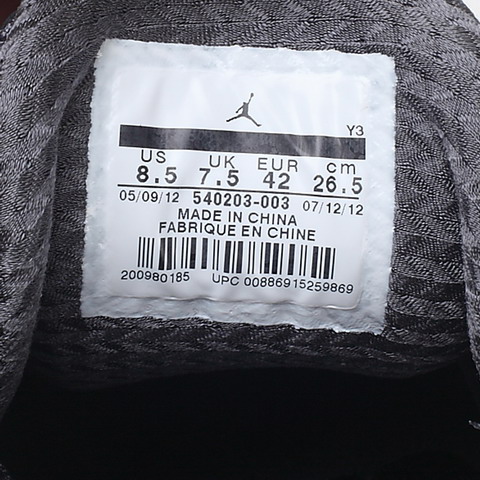 Y3
US UK EUR cm
8.5 7.5 42 26.5
05/09/12 540203-003 07/12/12
MADE IN CHINA
FABRIQUE EN CHINE
200980185 UPC 00886915259869